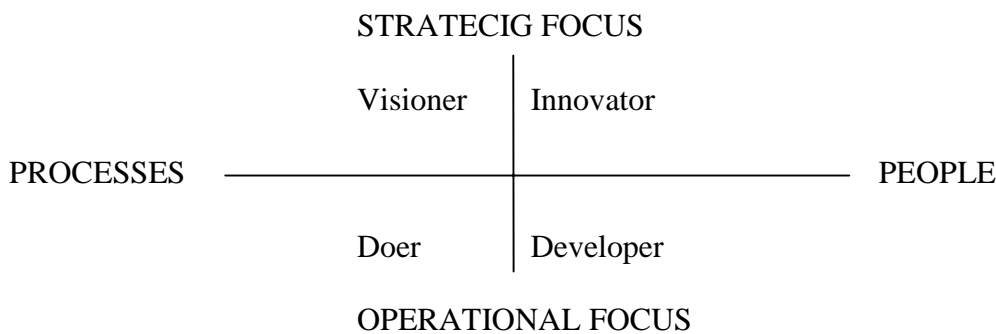 STRATECIG FOCUS
Visioner Innovator
PROCESSES PEOPLE
Doer Developer
OPERATIONAL FOCUS